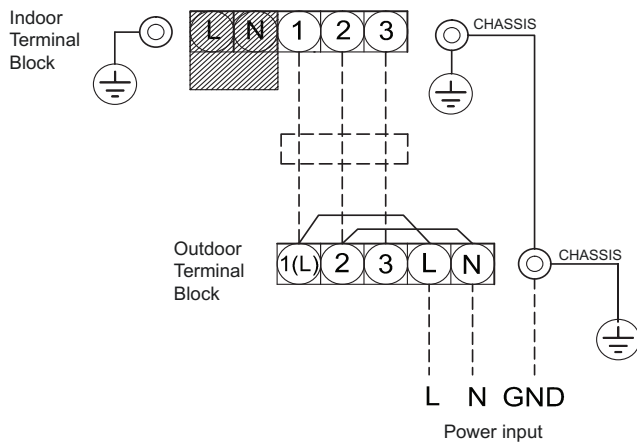 Indoor
Terminal
Block
L N 1 2 3
CHASSIS
Outdoor
Terminal
Block
1(L) 2 3 L N
CHASSIS
L N GND
Power input